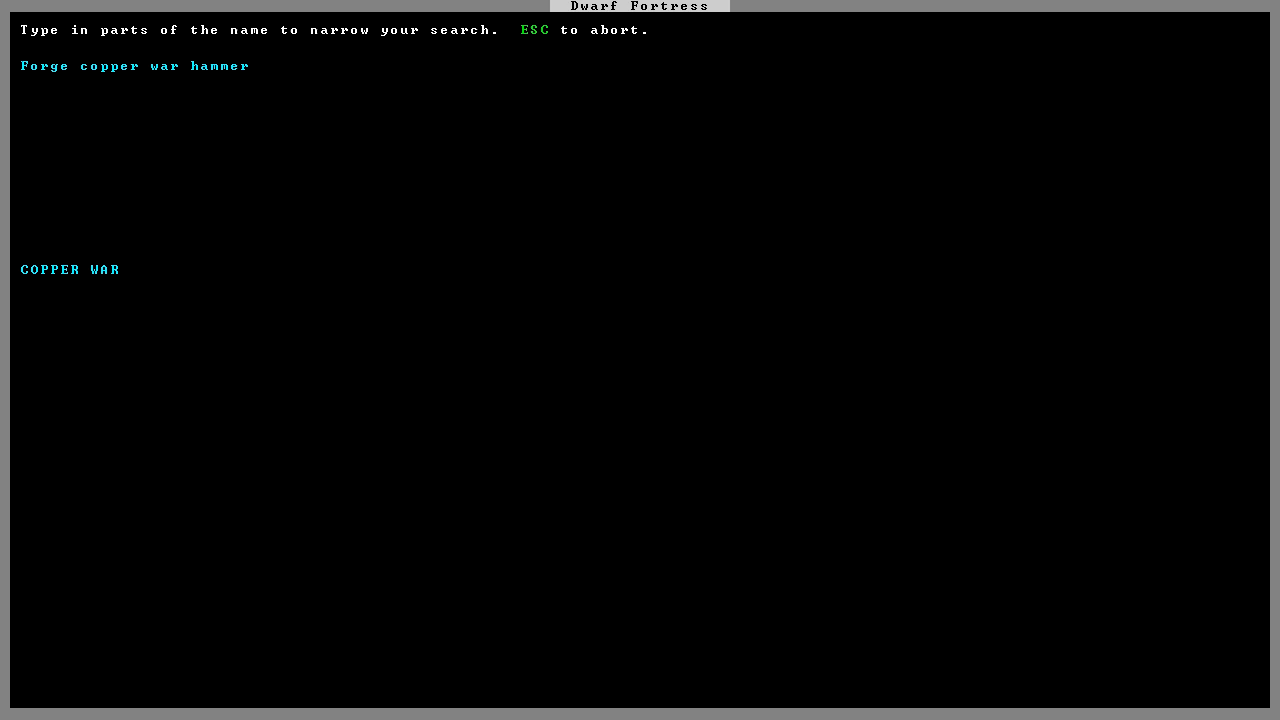 Dwarf Fortress
Type in parts of the name to narrow your search.  ESC to abort.
Forge copper war hammer
COPPER WAR